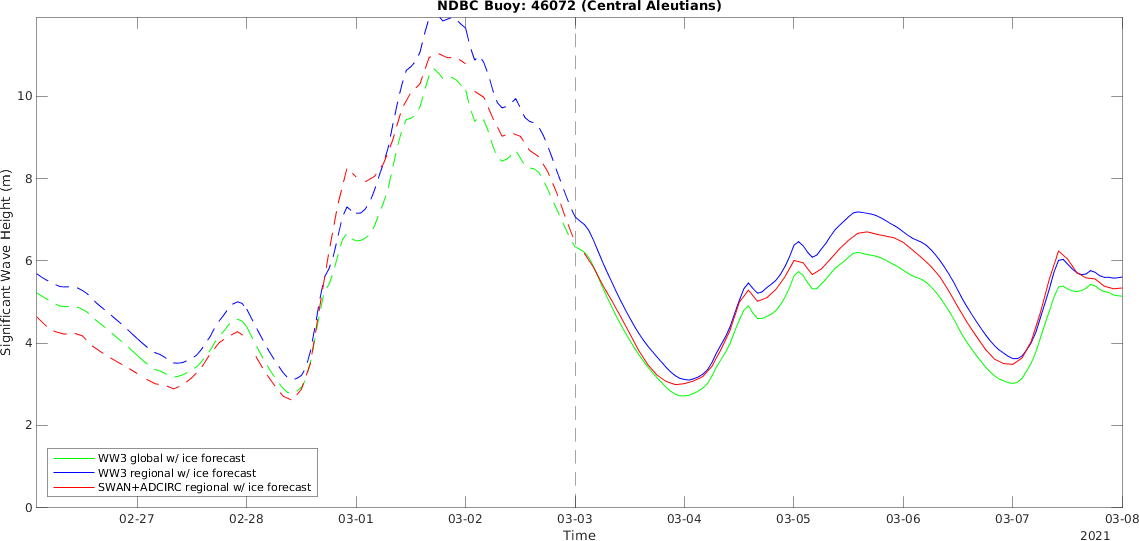 NDBC Buoy: 46072 (Central Aleutians)
Significant Wave Height (m)
10
8
6
4
2
0
WW3 global w/ ice forecast
WW3 regional w/ ice forecast
SWAN+ADCIRC regional w/ ice forecast
02-27 02-28 03-01 03-02 03-03 03-04 03-05 03-06 03-07 03-08
Time
2021